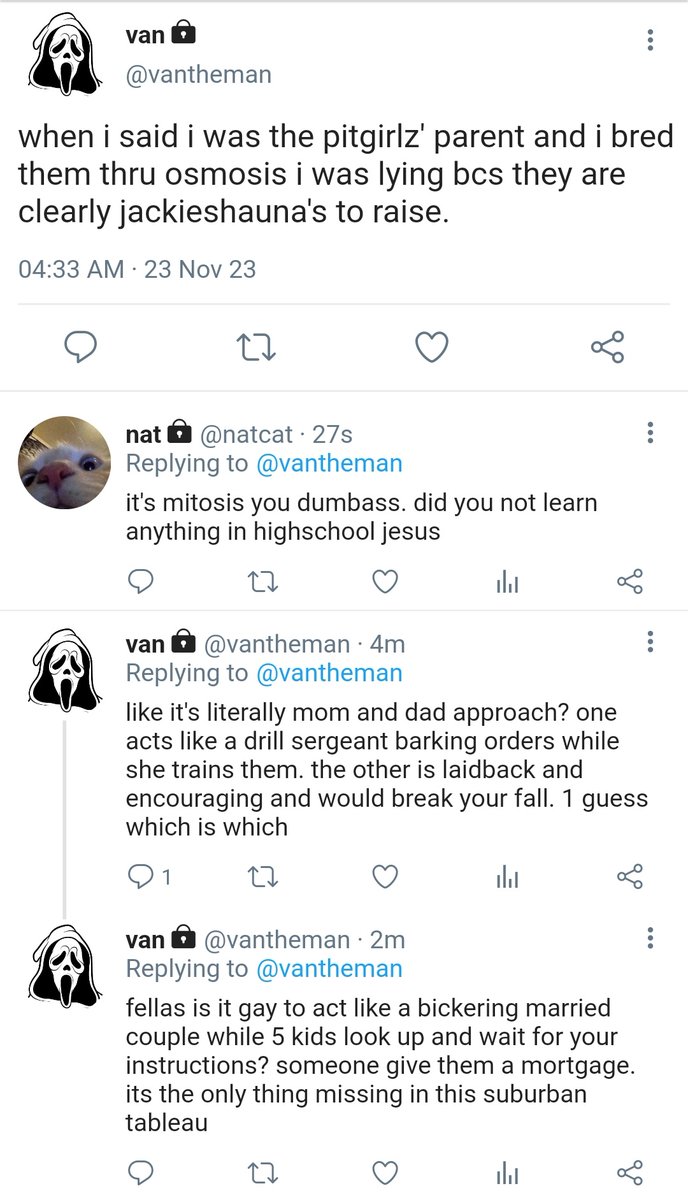 van
@vantheman
when i said i was the pitgirlz' parent and i bred
them thru osmosis i was lying bcs they are
clearly jackieshauna's to raise.
04:33 AM · 23 Nov 23
nat @natcat · 27s
Replying to @vantheman
it's mitosis you dumbass. did you not learn
anything in highschool jesus
van @vantheman · 4m
Replying to @vantheman
like it's literally mom and dad approach? one
acts like a drill sergeant barking orders while
she trains them. the other is laidback and
encouraging and would break your fall. 1 guess
which is which
1
van @vantheman · 2m
Replying to @vantheman
fellas is it gay to act like a bickering married
couple while 5 kids look up and wait for your
instructions? someone give them a mortgage.
its the only thing missing in this suburban
tableau